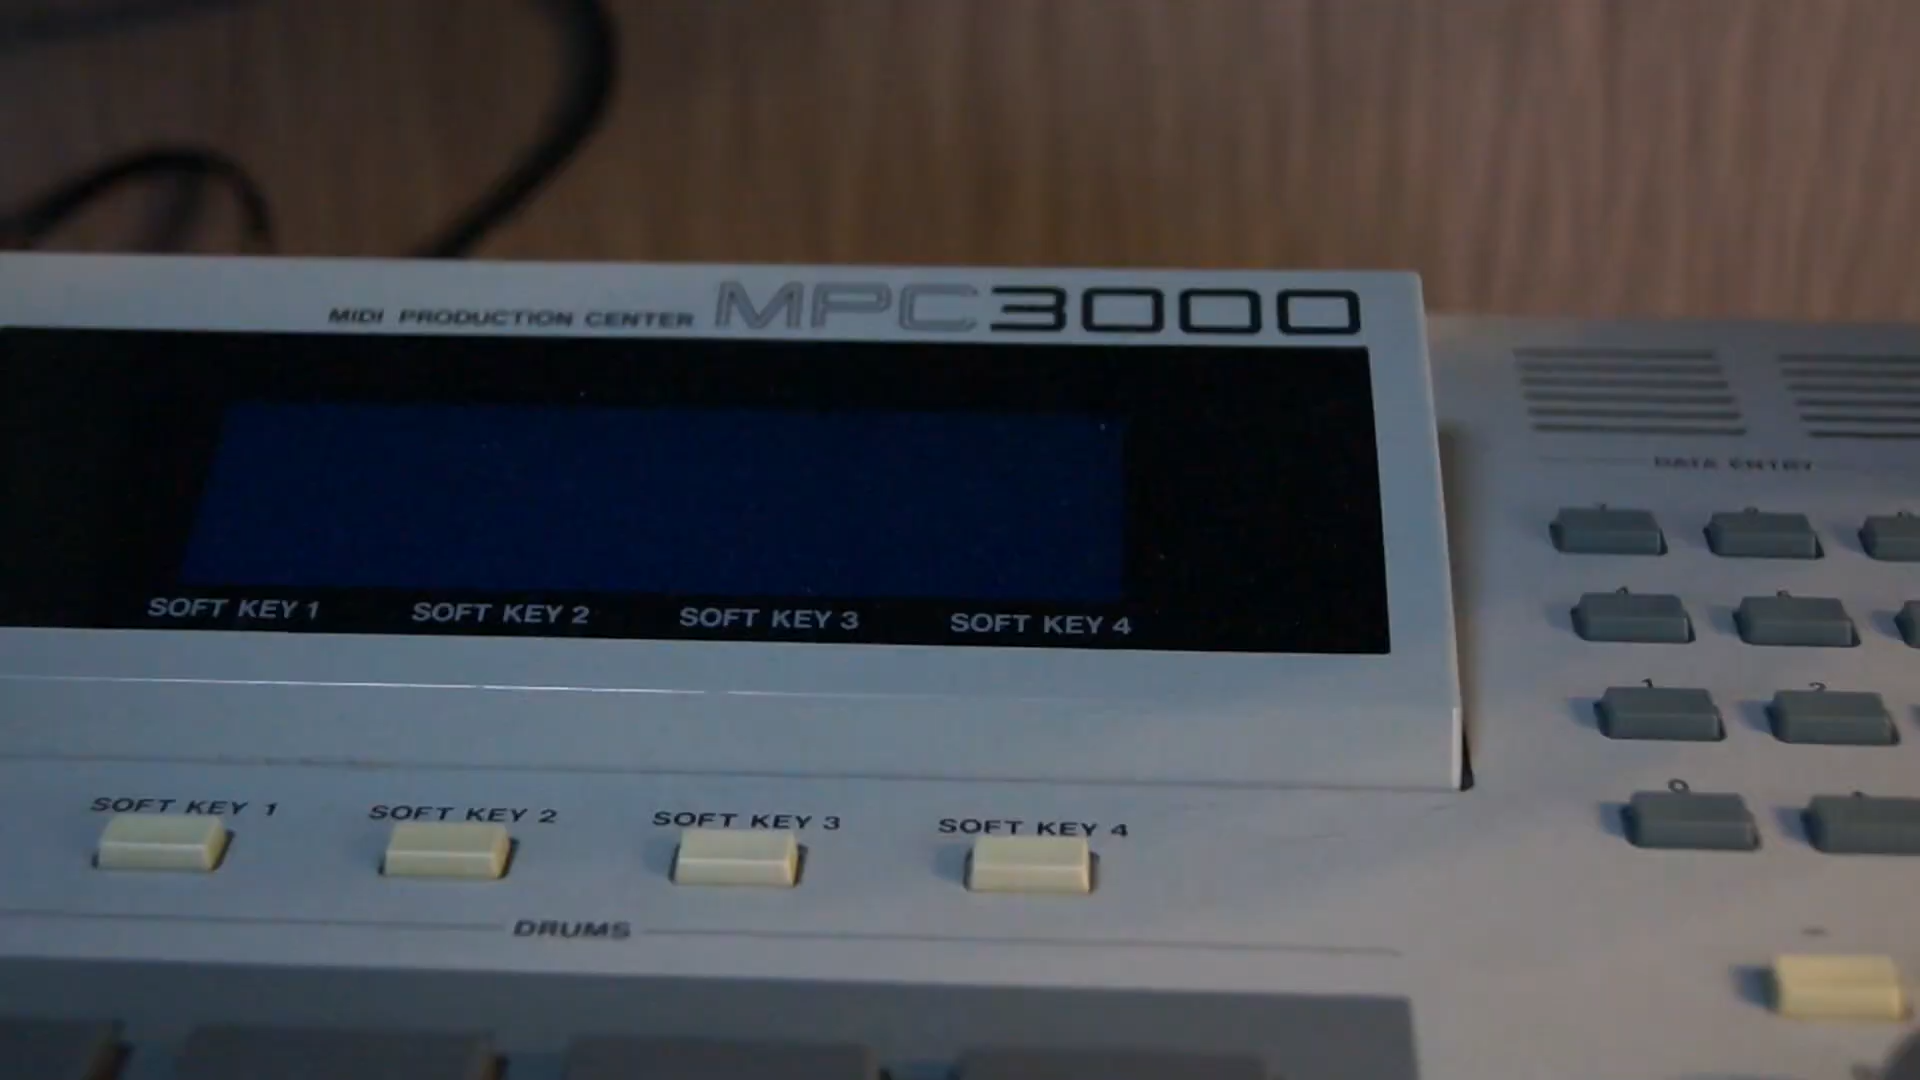 MIDI PRODUCTION CENTER MPC3000
DATA ENTRY
SOFT KEY 1 SOFT KEY 2 SOFT KEY 3 SOFT KEY 4
1 2
0
SOFT KEY 1 SOFT KEY 2 SOFT KEY 3 SOFT KEY 4
DRUMS